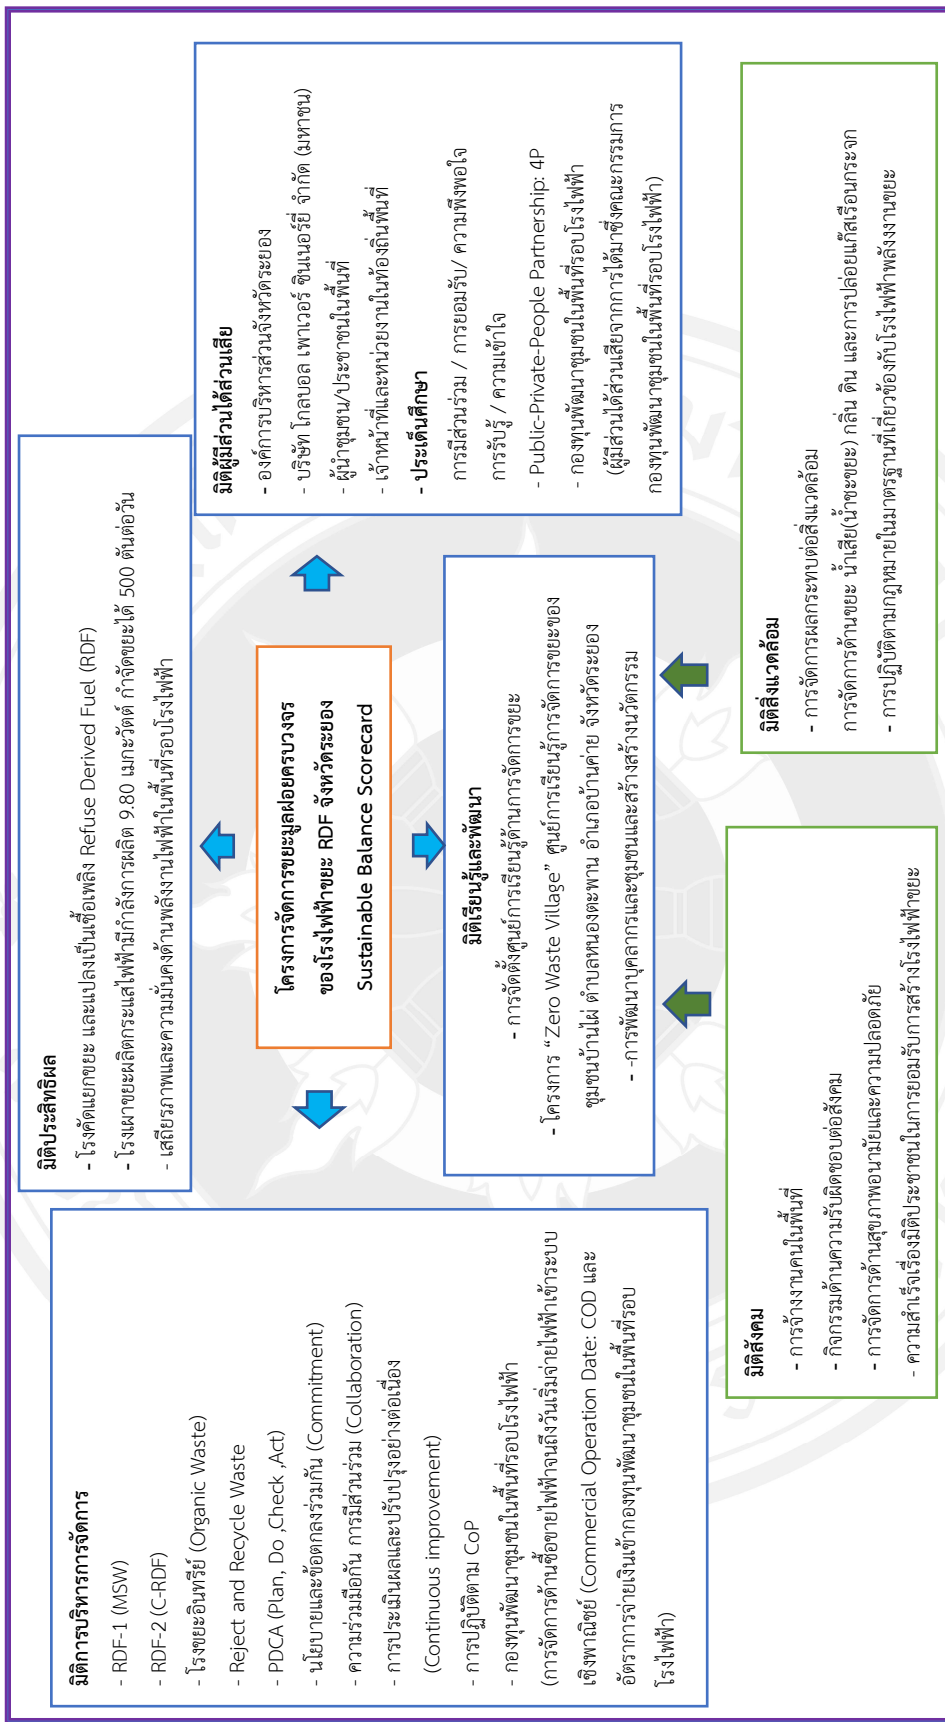 มิติประสิทธิผล
- โรงคัดแยกขยะ และแปลงเป็นเชื้อเพลิง Refuse Derived Fuel (RDF)
- โรงเผาขยะผลิตกระแสไฟฟ้ามีกำลังการผลิต 9.80 เมกะวัตต์ กำจัดขยะได้ 500 ตันต่อวัน
- เสถียรภาพและความมั่นคงด้านพลังงานไฟฟ้าในพื้นที่รอบโรงไฟฟ้า
มิติการบริหารการจัดการ
- RDF-1 (MSW)
- RDF-2 (C-RDF)
- โรงขยะอินทรีย์ (Organic Waste)
- Reject and Recycle Waste
- PDCA (Plan, Do ,Check ,Act)
- นโยบายและข้อตกลงร่วมกัน (Commitment)
- ความร่วมมือกัน การมีส่วนร่วม (Collaboration)
- การประเมินผลและปรับปรุงอย่างต่อเนื่อง
(Continuous improvement)
- การปฏิบัติตาม CoP
- กองทุนพัฒนาชุมชนในพื้นที่รอบโรงไฟฟ้า
(การจัดการด้านซื้อขายไฟฟ้าจนถึงวันเริ่มจ่ายไฟฟ้าเข้าระบบ
เชิงพาณิชย์ (Commercial Operation Date: COD และ
อัตราการจ่ายเงินเข้ากองทุนพัฒนาชุมชนในพื้นที่รอบ
โรงไฟฟ้า)
โครงการจัดการขยะมูลฝอยครบวงจร
ของโรงไฟฟ้าขยะ RDF จังหวัดระยอง
Sustainable Balance Scorecard
มิติผู้มีส่วนได้ส่วนเสีย
- องค์การบริหารส่วนจังหวัดระยอง
- บริษัท โกลบอล เพาเวอร์ ซินเนอร์ยี่ จำกัด (มหาชน)
- ผู้นำชุมชน/ประชาชนในพื้นที่
- เจ้าหน้าที่และหน่วยงานในท้องถิ่นพื้นที่
- ประเด็นศึกษา
การมีส่วนร่วม / การยอมรับ/ ความพึงพอใจ
การรับรู้ / ความเข้าใจ
- Public-Private-People Partnership: 4P
- กองทุนพัฒนาชุมชนในพื้นที่รอบโรงไฟฟ้า
(ผู้มีส่วนได้ส่วนเสียจากการได้มาซึ่งคณะกรรมการ
กองทุนพัฒนาชุมชนในพื้นที่รอบโรงไฟฟ้า)
มิติเรียนรู้และพัฒนา
- การจัดตั้งศูนย์การเรียนรู้ด้านการจัดการขยะ
- โครงการ “Zero Waste Village” ศูนย์การเรียนรู้การจัดการขยะของ
ชุมชนบ้านไผ่ ตำบลหนองตะพาน อำเภอบ้านค่าย จังหวัดระยอง
- -การพัฒนาบุคลากรและชุมชนและสร้างสร้างนวัตกรรม
มิติสังคม
- การจ้างงานคนในพื้นที่
- กิจกรรมด้านความรับผิดชอบต่อสังคม
- การจัดการด้านสุขภาพอนามัยและความปลอดภัย
- ความสำเร็จเรื่องมิติประชาชนในการยอมรับการสร้างโรงไฟฟ้าขยะ
มิติสิ่งแวดล้อม
- การจัดการผลกระทบต่อสิ่งแวดล้อม
การจัดการด้านขยะ น้ำเสีย(น้ำชะขยะ) กลิ่น ดิน และการปล่อยแก๊สเรือนกระจก
- การปฏิบัติตามกฎหมายในมาตรฐานที่เกี่ยวข้องกับโรงไฟฟ้าพลังงงานขยะ